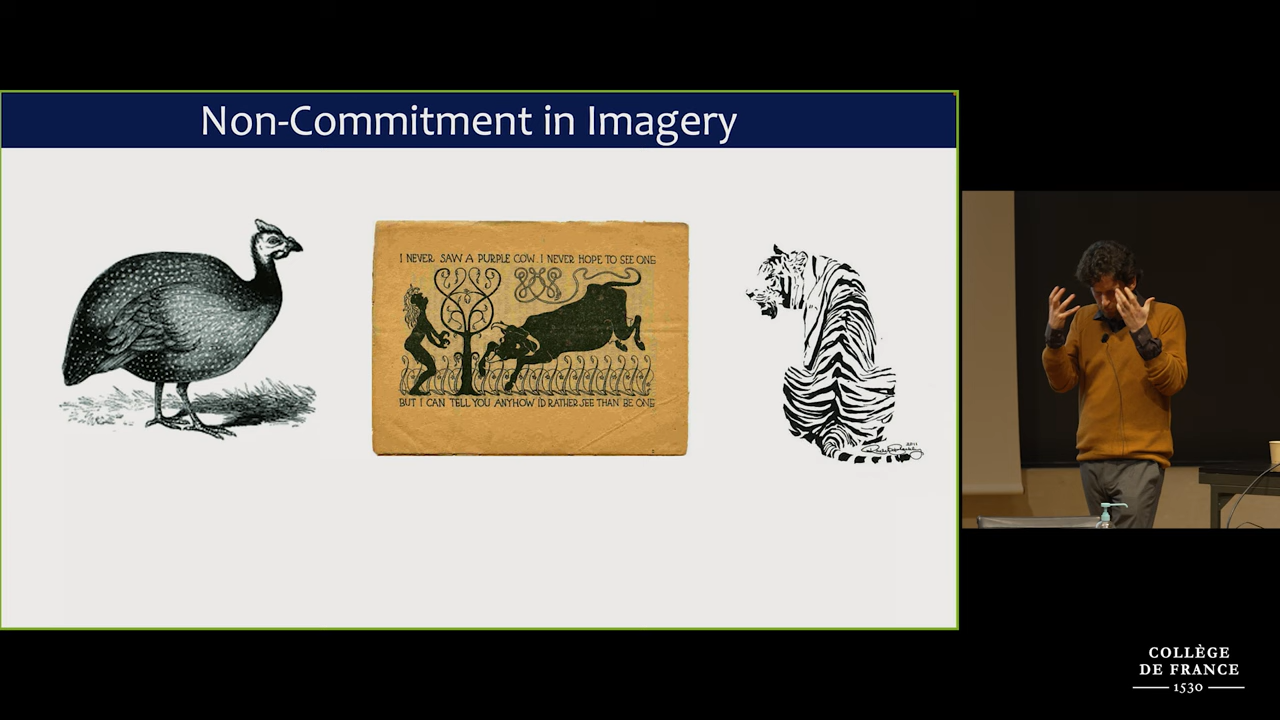 Non-Commitment in Imagery
I NEVER SAW A PURPLE COW. I NEVER HOPE TO SEE ONE
BUT I CAN TELL YOU ANYHOW I'D RATHER SEE THAN BE ONE
2011
COLLÈGE
DE FRANCE
1530